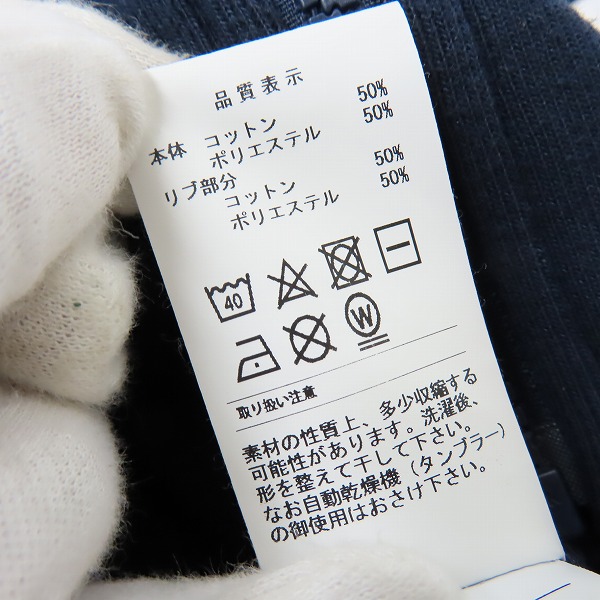 品質表示
本体 コットン 50%
ポリエステル 50%
リブ部分
コットン 50%
ポリエステル 50%
40
W
取り扱い注意
素材の性質上、多少収縮する
可能性があります。洗濯後、
形を整えて干して下さい。
なお自動乾燥機(タンブラー)
の御使用はおさけ下さい。